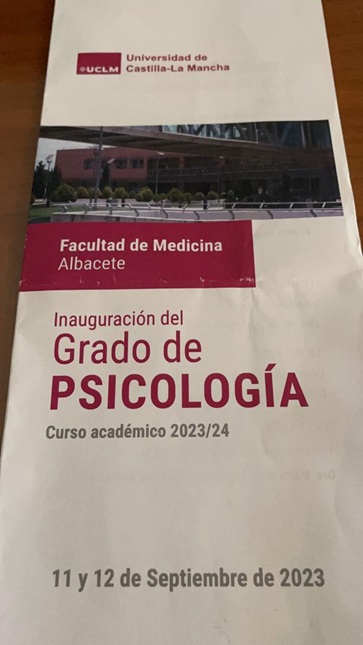 UCLM
Universidad de
Castilla-La Mancha
Facultad de Medicina
Albacete
Inauguración del
Grado de
PSICOLOGÍA
Curso académico 2023/24
11 y 12 de Septiembre de 2023